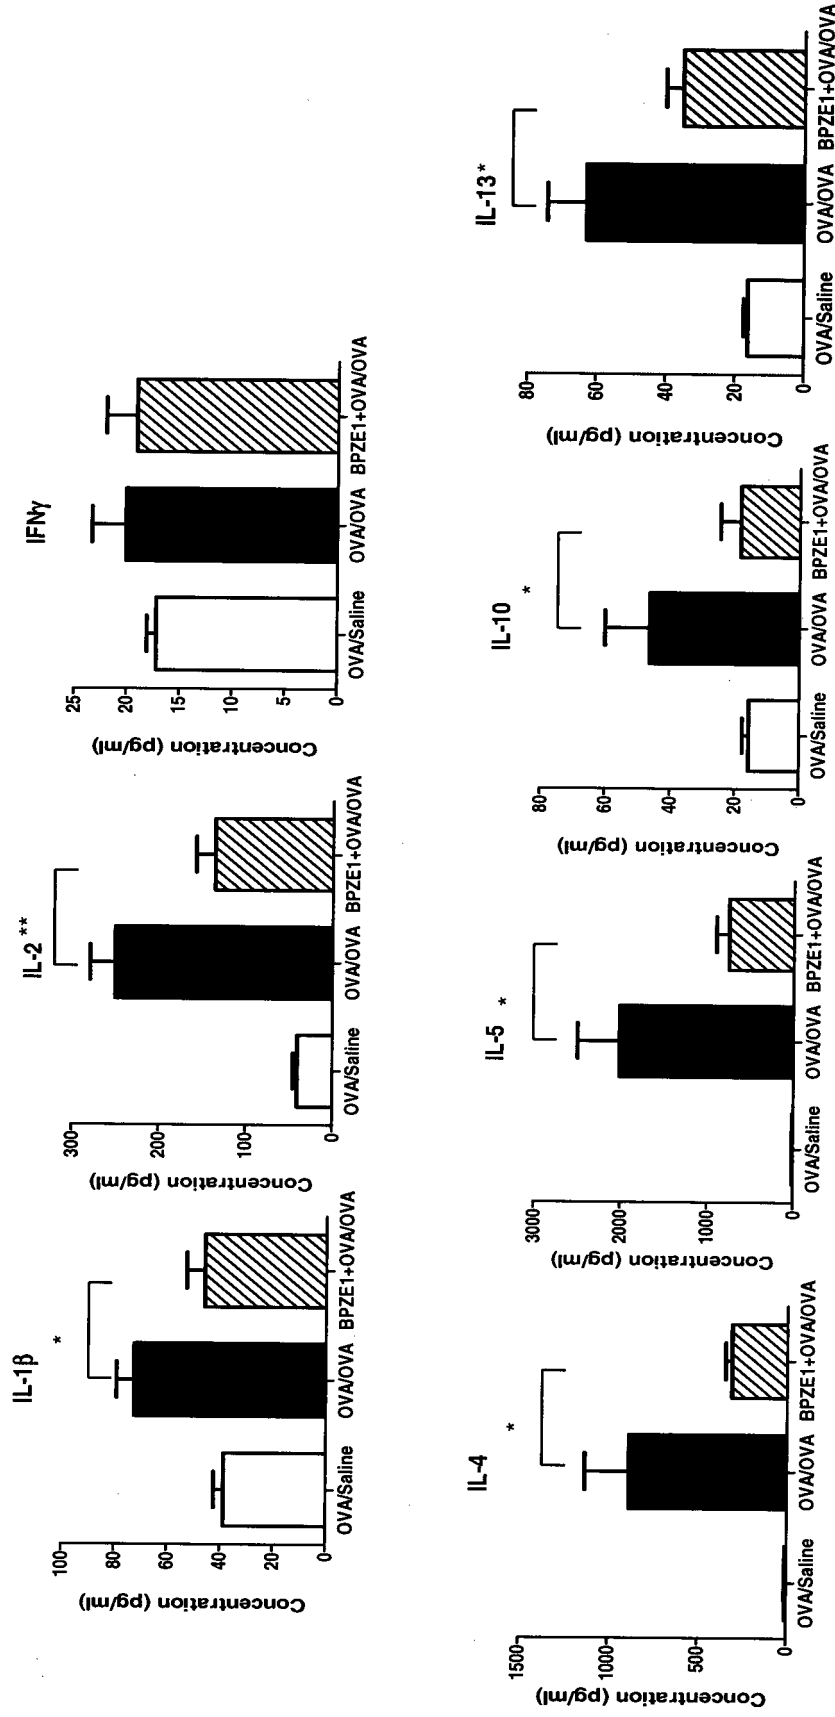 IL-1β
*
Concentration (pg/ml)
100
80
60
40
20
0
OVA/Saline OVA/OVA BPZE1+OVA/OVA
IL-2 **
Concentration (pg/ml)
300
200
100
0
OVA/Saline OVA/OVA BPZE1+OVA/OVA
IFNγ
Concentration (pg/ml)
25
20
15
10
5
0
OVA/Saline OVA/OVA BPZE1+OVA/OVA
IL-4
*
Concentration (pg/ml)
1500
1000
500
0
OVA/Saline OVA/OVA BPZE1+OVA/OVA
IL-5
*
Concentration (pg/ml)
3000
2000
1000
0
OVA/Saline OVA/OVA BPZE1+OVA/OVA
IL-10
*
Concentration (pg/ml)
80
60
40
20
0
OVA/Saline OVA/OVA BPZE1+OVA/OVA
IL-13 *
Concentration (pg/ml)
80
60
40
20
0
OVA/Saline OVA/OVA BPZE1+OVA/OVA